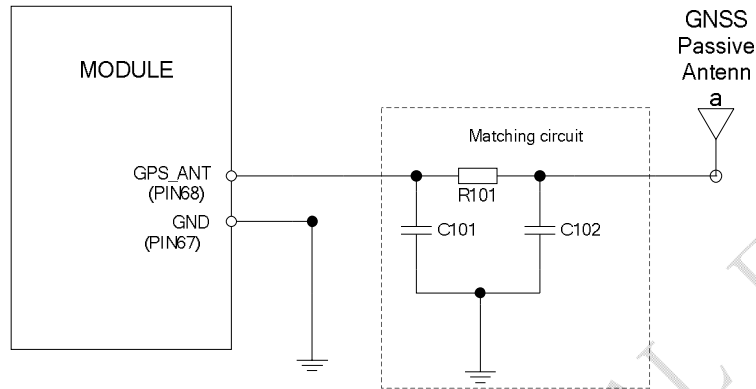 GNSS
Passive
Antenn
a
MODULE
Matching circuit
GPS_ANT
(PIN68)
R101
GND
(PIN67)
C101
C102